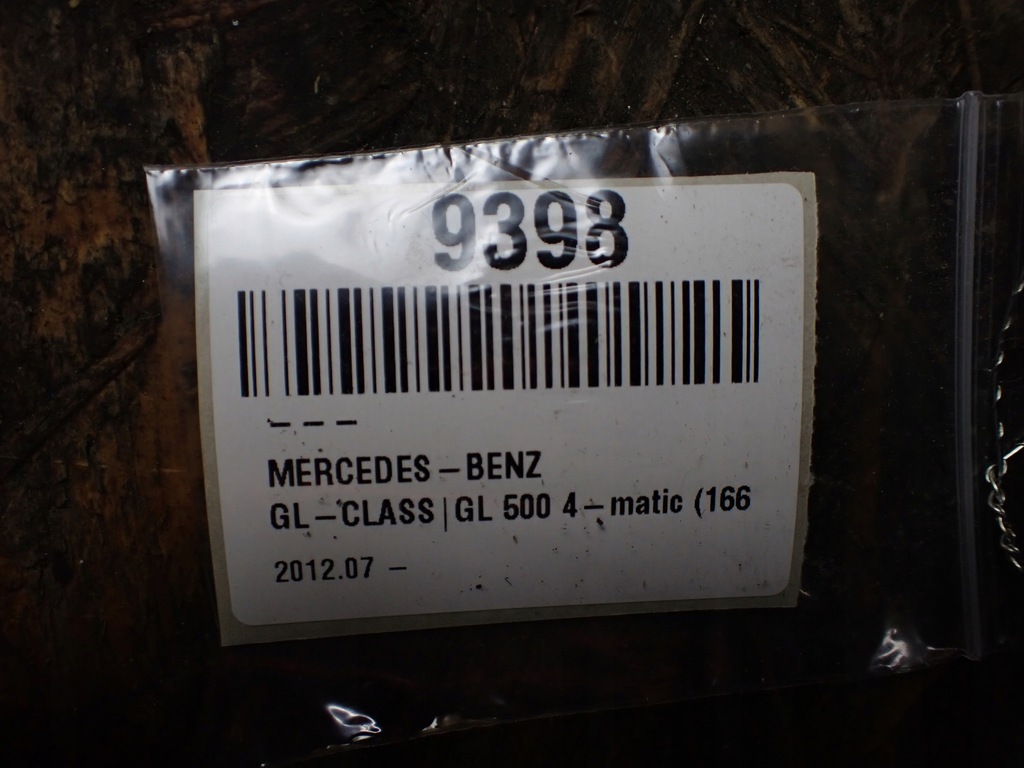 9398
– – –
MERCEDES – BENZ
GL – CLASS | GL 500 4 – matic (166
2012.07 –